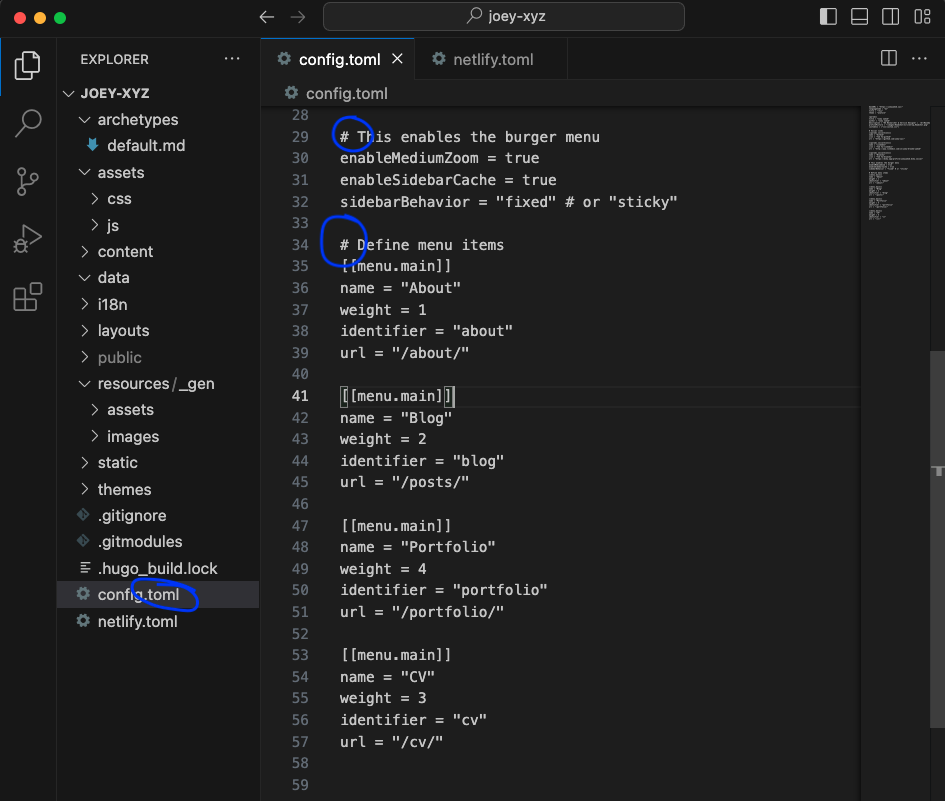 joey-xyz
EXPLORER
JOEY-XYZ
archetypes
default.md
assets
css
js
content
data
i18n
layouts
public
resources/_gen
assets
images
static
themes
.gitignore
.gitmodules
.hugo_build.lock
config.toml
netlify.toml
config.toml
netlify.toml
config.toml
28
29 # This enables the burger menu
30 enableMediumZoom = true
31 enableSidebarCache = true
32 sidebarBehavior = "fixed" # or "sticky"
33
34 # Define menu items
35 [[menu.main]]
36 name = "About"
37 weight = 1
38 identifier = "about"
39 url = "/about/"
40
41 [[menu.main]]
42 name = "Blog"
43 weight = 2
44 identifier = "blog"
45 url = "/posts/"
46
47 [[menu.main]]
48 name = "Portfolio"
49 weight = 4
50 identifier = "portfolio"
51 url = "/portfolio/"
52
53 [[menu.main]]
54 name = "CV"
55 weight = 3
56 identifier = "cv"
57 url = "/cv/"
58
59